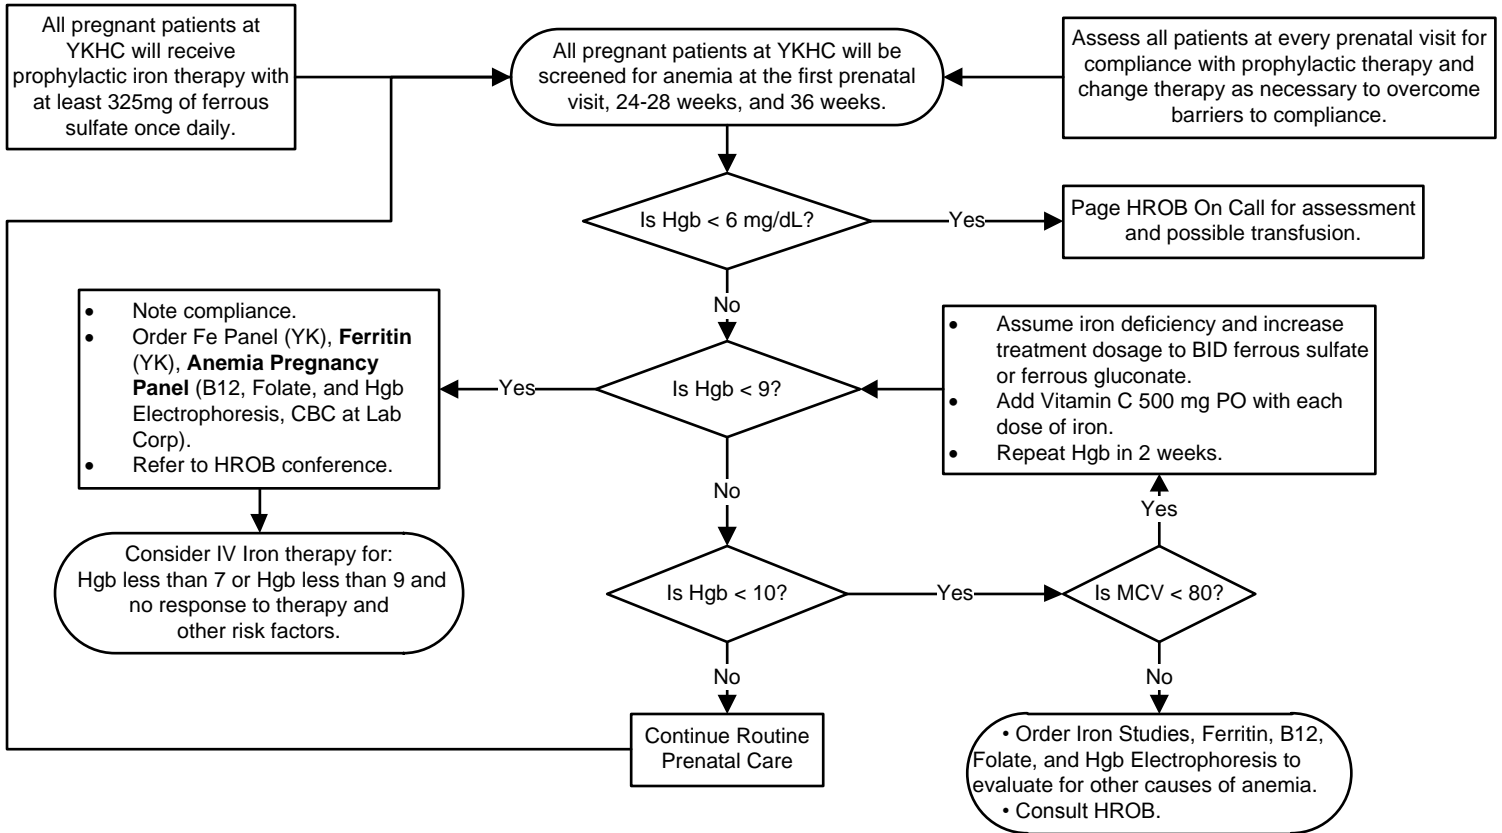 All pregnant patients at
YKHC will receive
prophylactic iron therapy with
at least 325mg of ferrous
sulfate once daily.
All pregnant patients at YKHC will be
screened for anemia at the first prenatal
visit, 24-28 weeks, and 36 weeks.
Assess all patients at every prenatal visit for
compliance with prophylactic therapy and
change therapy as necessary to overcome
barriers to compliance.
Is Hgb < 6 mg/dL?
Yes
Page HROB On Call for assessment
and possible transfusion.
No
• Note compliance.
• Order Fe Panel (YK), Ferritin
(YK), Anemia Pregnancy
Panel (B12, Folate, and Hgb
Electrophoresis, CBC at Lab
Corp).
• Refer to HROB conference.
Yes
Is Hgb < 9?
• Assume iron deficiency and increase
treatment dosage to BID ferrous sulfate
or ferrous gluconate.
• Add Vitamin C 500 mg PO with each
dose of iron.
• Repeat Hgb in 2 weeks.
No
Yes
Consider IV Iron therapy for:
Hgb less than 7 or Hgb less than 9 and
no response to therapy and
other risk factors.
Is Hgb < 10?
Yes
Is MCV < 80?
No
No
Continue Routine
Prenatal Care
• Order Iron Studies, Ferritin, B12,
Folate, and Hgb Electrophoresis to
evaluate for other causes of anemia.
• Consult HROB.